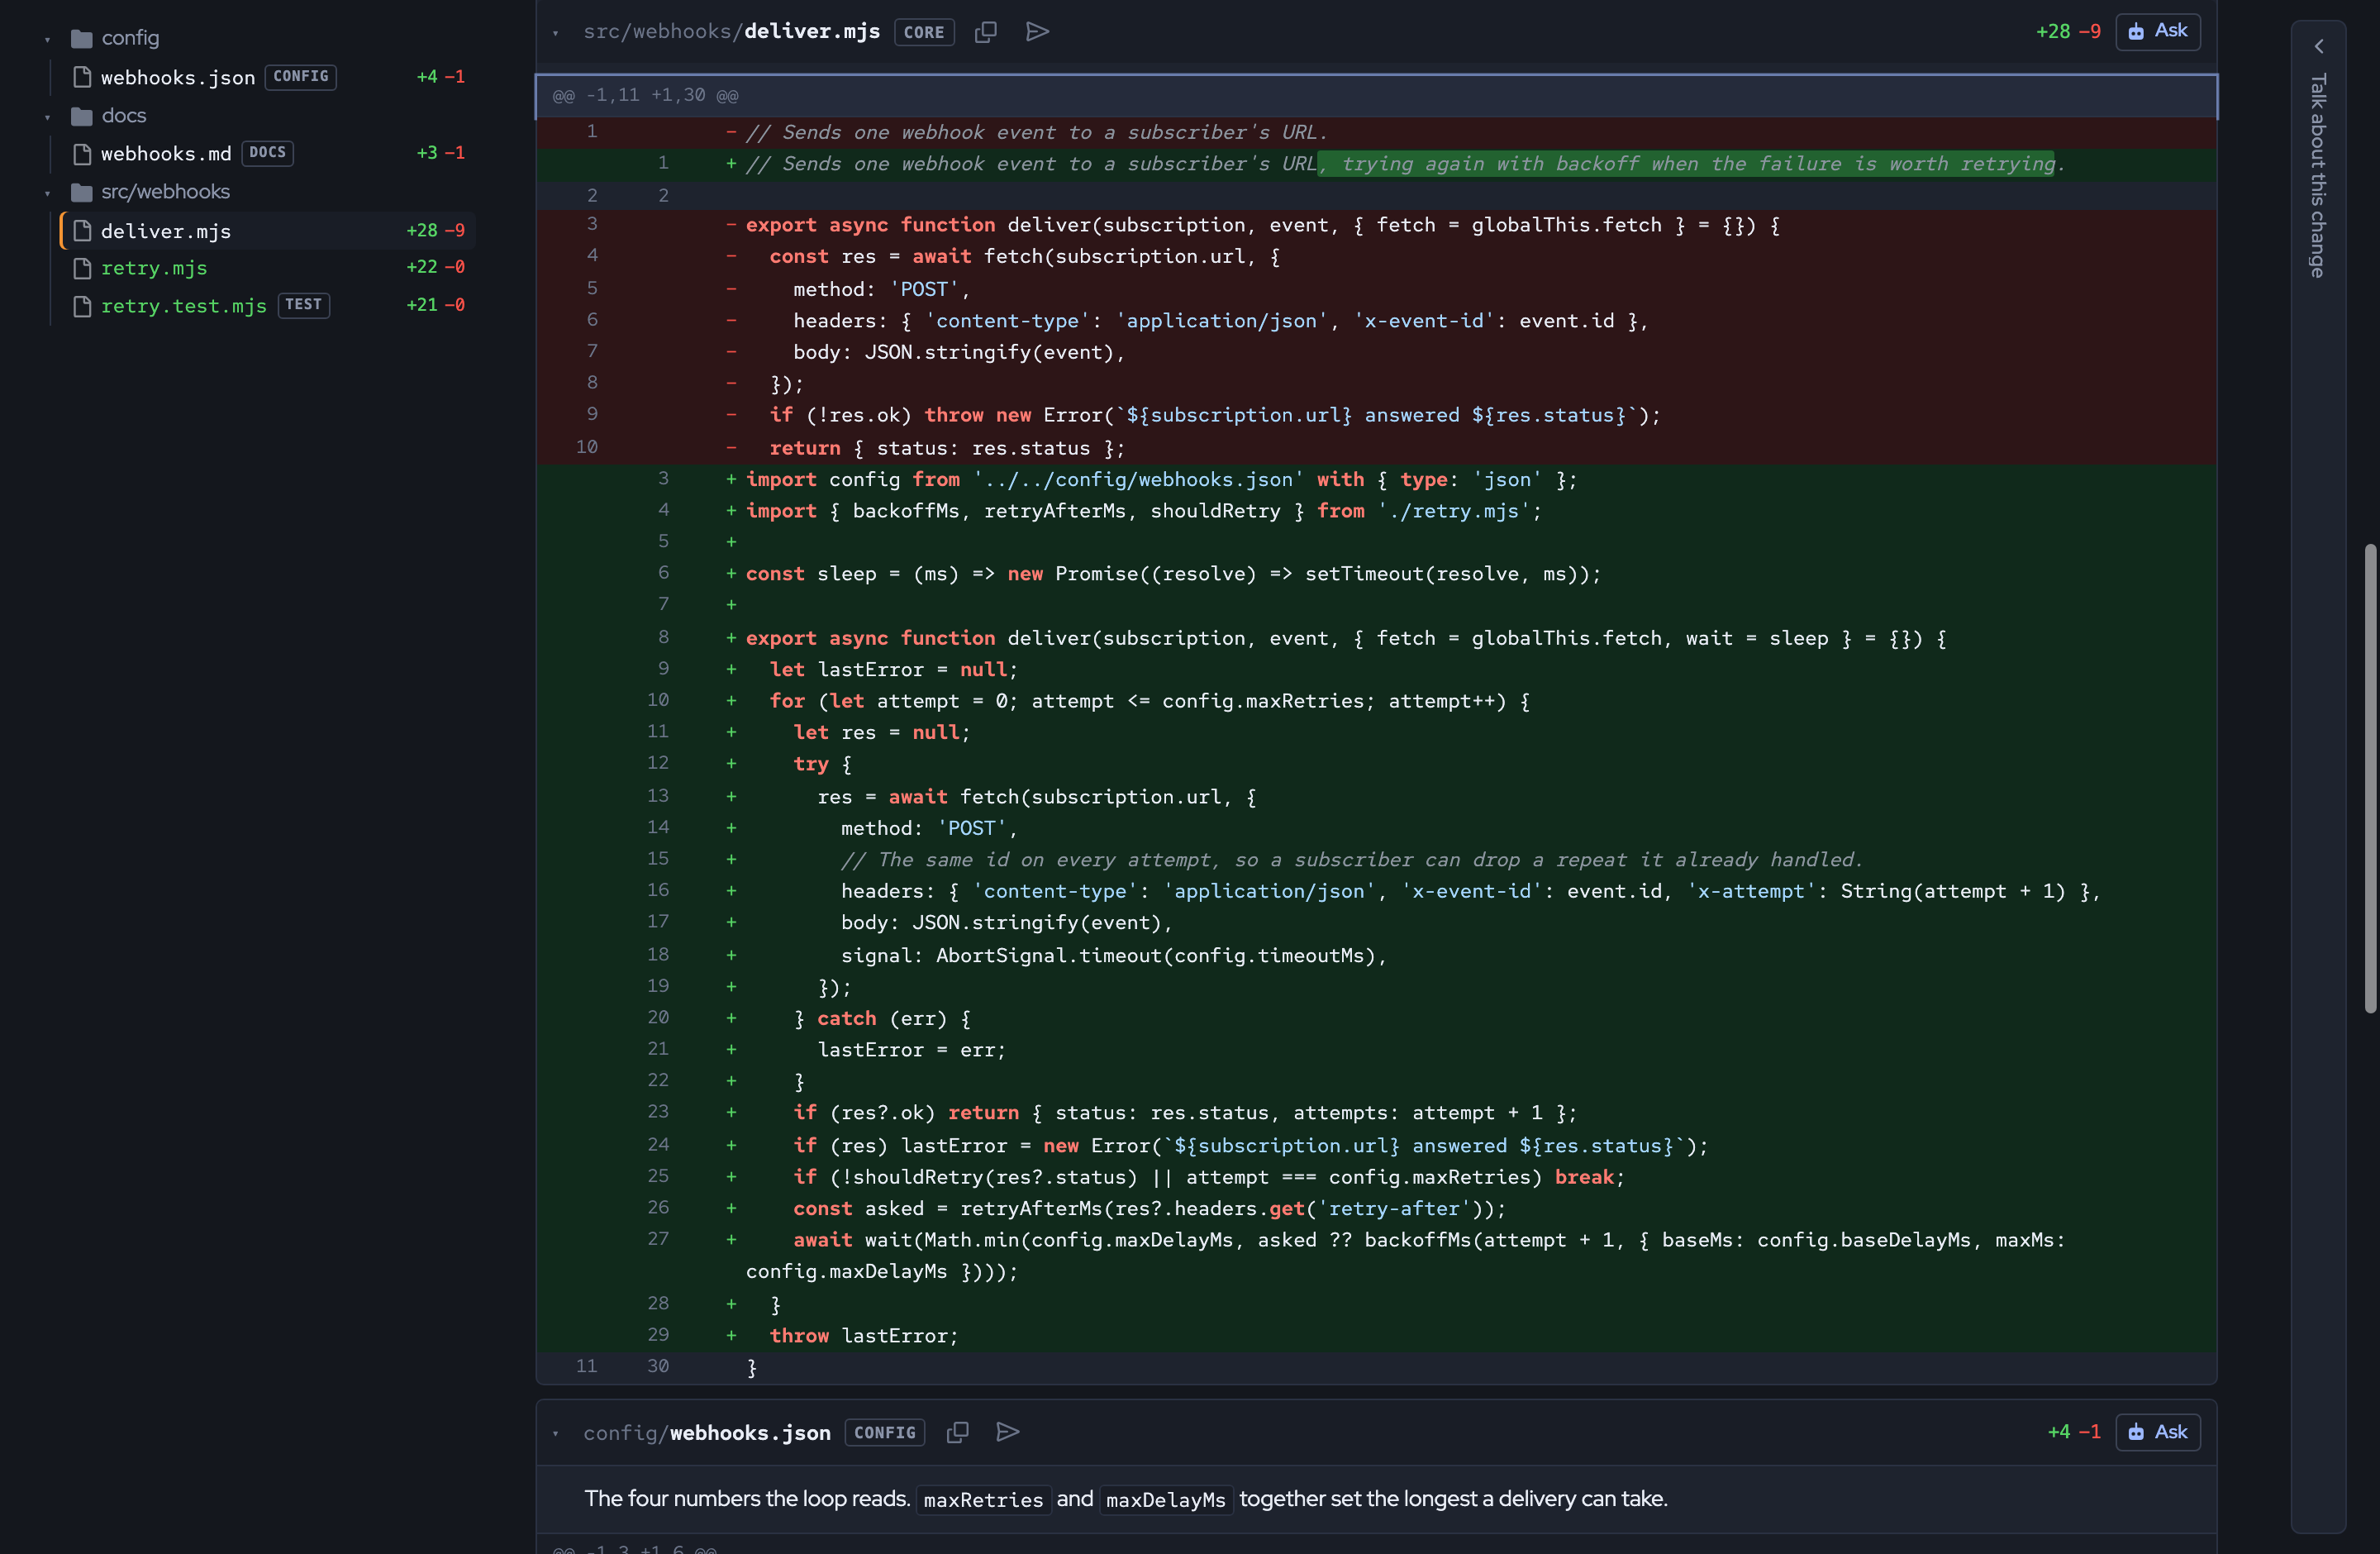 config
webhooks.json CONFIG +4 −1
docs
webhooks.md DOCS +3 −1
src/webhooks
deliver.mjs +28 −9
retry.mjs +22 −0
retry.test.mjs TEST +21 −0
src/webhooks/deliver.mjs CORE +28 −9 Ask
@@ -1,11 +1,30 @@
1 − // Sends one webhook event to a subscriber's URL.
1 + // Sends one webhook event to a subscriber's URL, trying again with backoff when the failure is worth retrying.
2 2
3 − export async function deliver(subscription, event, { fetch = globalThis.fetch } = {}) {
4 −   const res = await fetch(subscription.url, {
5 −     method: 'POST',
6 −     headers: { 'content-type': 'application/json', 'x-event-id': event.id },
7 −     body: JSON.stringify(event),
8 −   });
9 −   if (!res.ok) throw new Error(`${subscription.url} answered ${res.status}`);
10 −   return { status: res.status };
3 + import config from '../../config/webhooks.json' with { type: 'json' };
4 + import { backoffMs, retryAfterMs, shouldRetry } from './retry.mjs';
5 +
6 + const sleep = (ms) => new Promise((resolve) => setTimeout(resolve, ms));
7 +
8 + export async function deliver(subscription, event, { fetch = globalThis.fetch, wait = sleep } = {}) {
9 +   let lastError = null;
10 +   for (let attempt = 0; attempt <= config.maxRetries; attempt++) {
11 +     let res = null;
12 +     try {
13 +       res = await fetch(subscription.url, {
14 +         method: 'POST',
15 +         // The same id on every attempt, so a subscriber can drop a repeat it already handled.
16 +         headers: { 'content-type': 'application/json', 'x-event-id': event.id, 'x-attempt': String(attempt + 1) },
17 +         body: JSON.stringify(event),
18 +         signal: AbortSignal.timeout(config.timeoutMs),
19 +       });
20 +     } catch (err) {
21 +       lastError = err;
22 +     }
23 +     if (res?.ok) return { status: res.status, attempts: attempt + 1 };
24 +     if (res) lastError = new Error(`${subscription.url} answered ${res.status}`);
25 +     if (!shouldRetry(res?.status) || attempt === config.maxRetries) break;
26 +     const asked = retryAfterMs(res?.headers.get('retry-after'));
27 +     await wait(Math.min(config.maxDelayMs, asked ?? backoffMs(attempt + 1, { baseMs: config.baseDelayMs, maxMs:
config.maxDelayMs })));
28 +   }
29 +   throw lastError;
11 30 }
config/webhooks.json CONFIG +4 −1 Ask
The four numbers the loop reads. maxRetries and maxDelayMs together set the longest a delivery can take.
@@ -1,3 +1,6 @@
Talk about this change